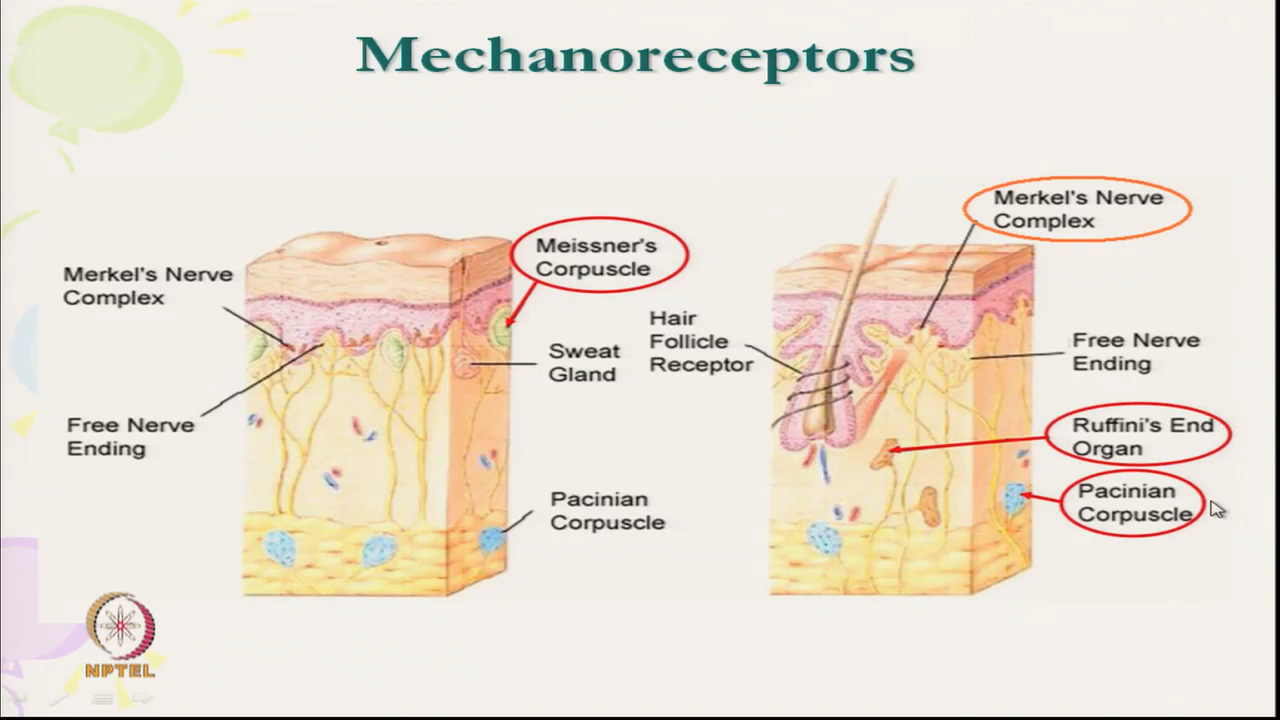 Mechanoreceptors
Merkel's Nerve
Complex
Free Nerve
Ending
Meissner's
Corpuscle
Sweat
Gland
Pacinian
Corpuscle
Hair
Follicle
Receptor
Merkel's Nerve
Complex
Free Nerve
Ending
Ruffini's End
Organ
Pacinian
Corpuscle
NPTEL